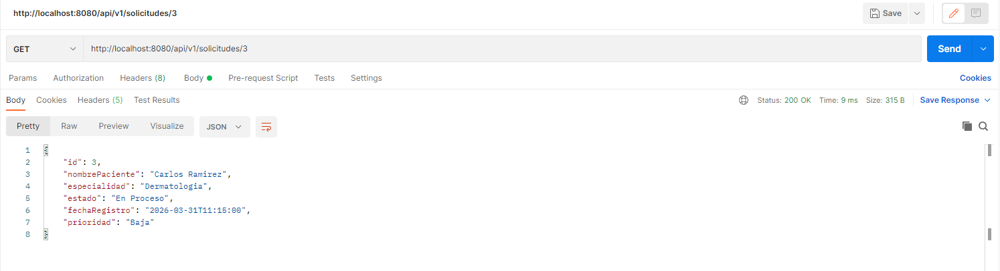 http://localhost:8080/api/v1/solicitudes/3
Save
GET
http://localhost:8080/api/v1/solicitudes/3
Send
Params Authorization Headers (8) Body Pre-request Script Tests Settings Cookies
Body Cookies Headers (5) Test Results Status: 200 OK Time: 9 ms Size: 315 B Save Response
Pretty Raw Preview Visualize JSON
1 {
2 "id": 3,
3 "nombrePaciente": "Carlos Ramirez",
4 "especialidad": "Dermatologia",
5 "estado": "En Proceso",
6 "fechaRegistro": "2026-03-31T11:15:00",
7 "prioridad": "Baja"
8 }